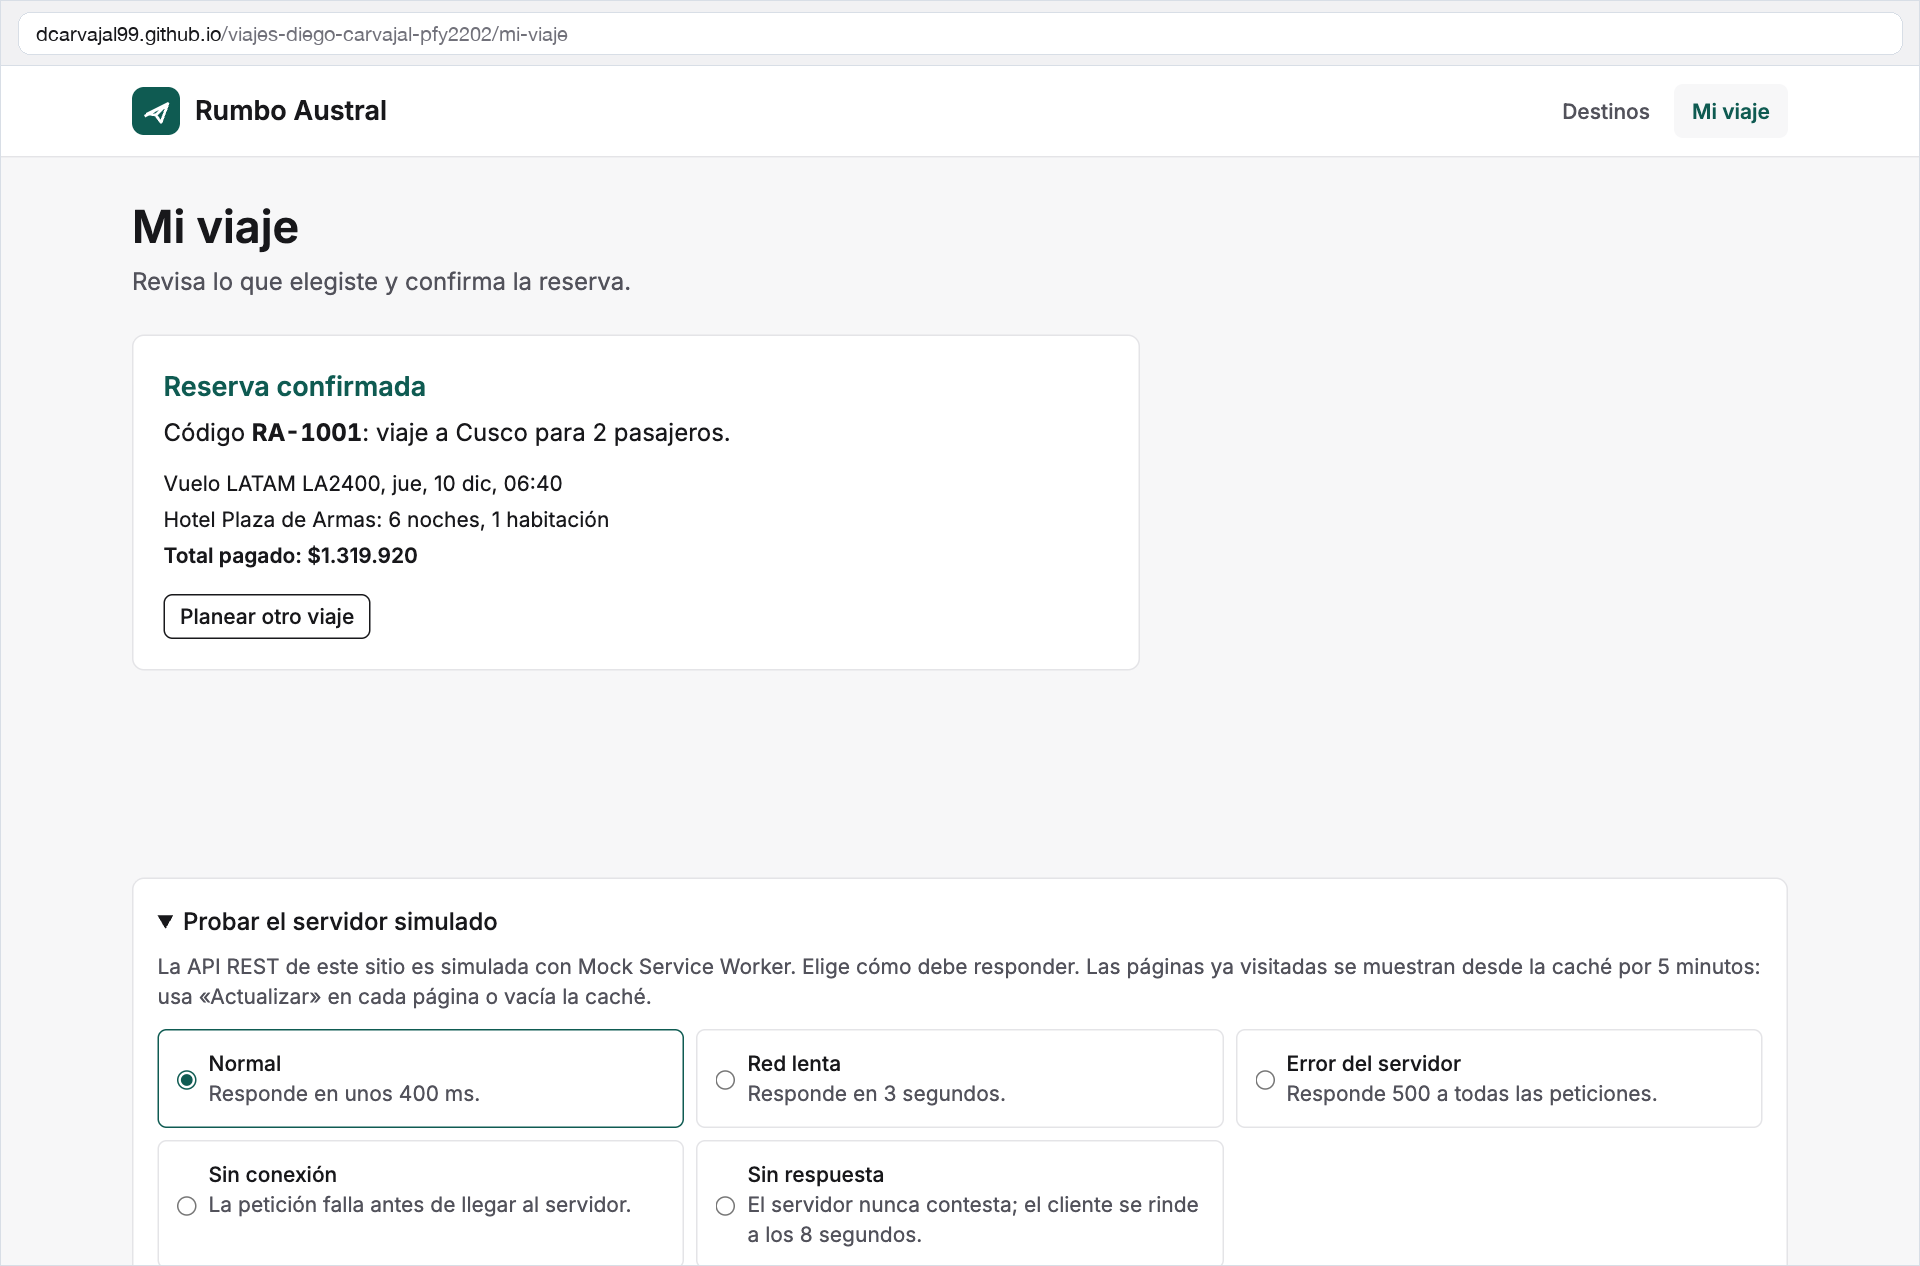 dcarvajal99.github.io/viajes-diego-carvajal-pfy2202/mi-viaje
Rumbo Austral
Destinos
Mi viaje
Mi viaje
Revisa lo que elegiste y confirma la reserva.
Reserva confirmada
Código RA-1001: viaje a Cusco para 2 pasajeros.
Vuelo LATAM LA2400, jue, 10 dic, 06:40
Hotel Plaza de Armas: 6 noches, 1 habitación
Total pagado: $1.319.920
Planear otro viaje
Probar el servidor simulado
La API REST de este sitio es simulada con Mock Service Worker. Elige cómo debe responder. Las páginas ya visitadas se muestran desde la caché por 5 minutos:
usa «Actualizar» en cada página o vacía la caché.
Normal
Responde en unos 400 ms.
Red lenta
Responde en 3 segundos.
Error del servidor
Responde 500 a todas las peticiones.
Sin conexión
La petición falla antes de llegar al servidor.
Sin respuesta
El servidor nunca contesta; el cliente se rinde
a los 8 segundos.